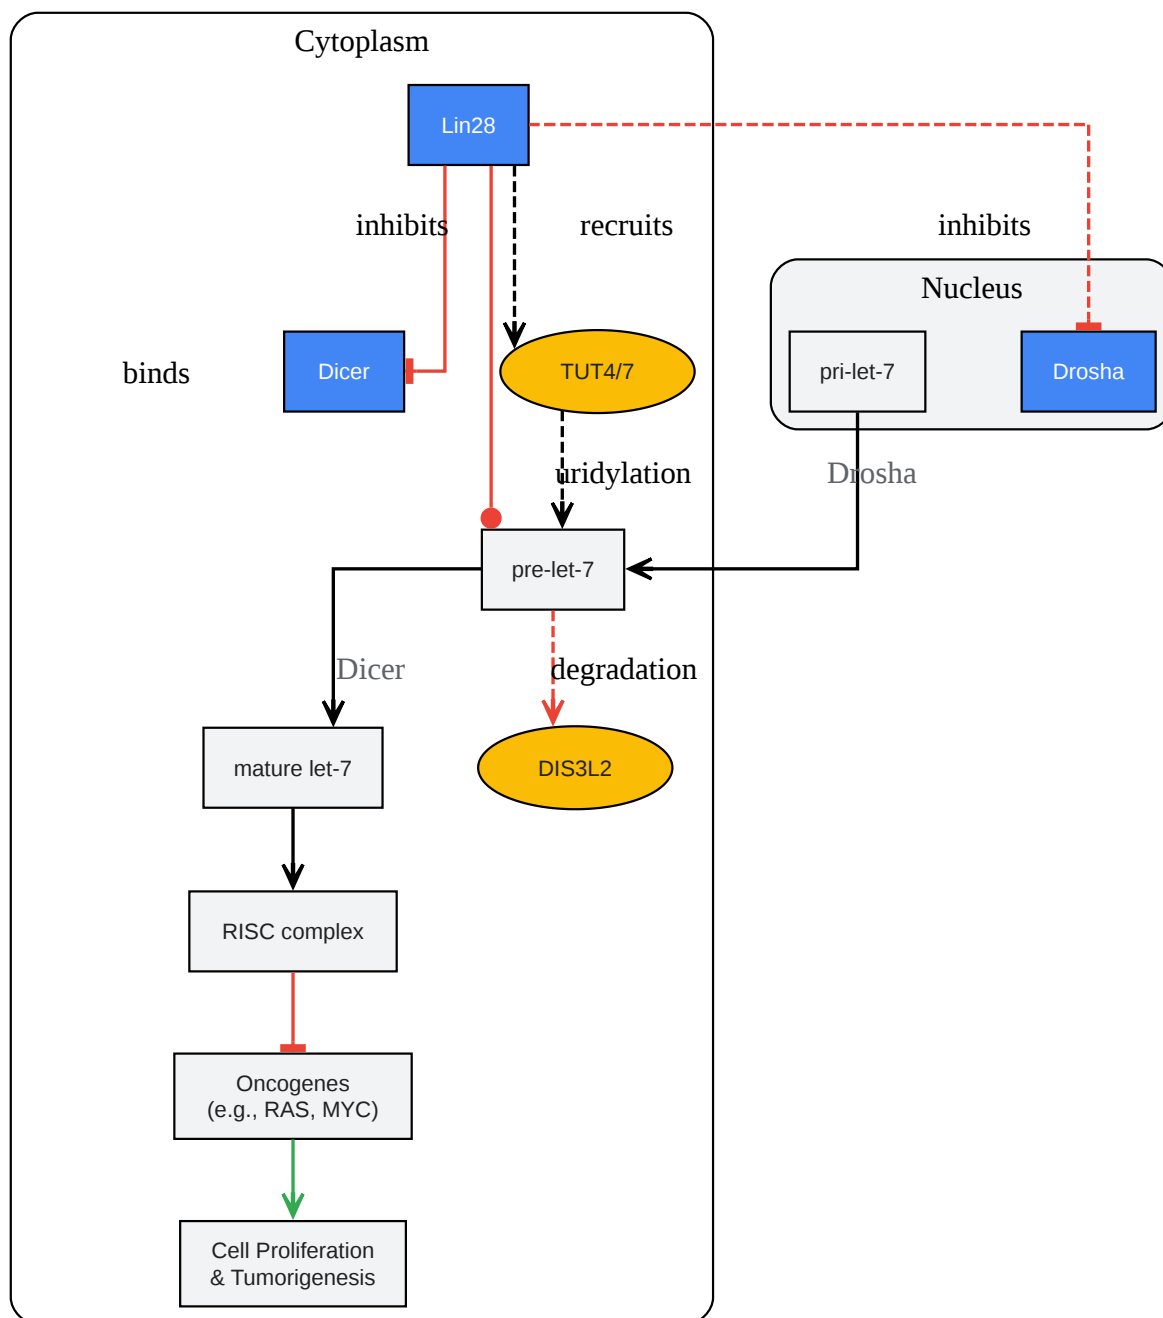 Cytoplasm
Lin28
inhibits
recruits
inhibits
Nucleus
binds
Dicer
TUT4/7
pri-let-7
Drosha
uridylation
Drosha
pre-let-7
Dicer
degradation
mature let-7
DIS3L2
RISC complex
Oncogenes
(e.g., RAS, MYC)
Cell Proliferation
& Tumorigenesis